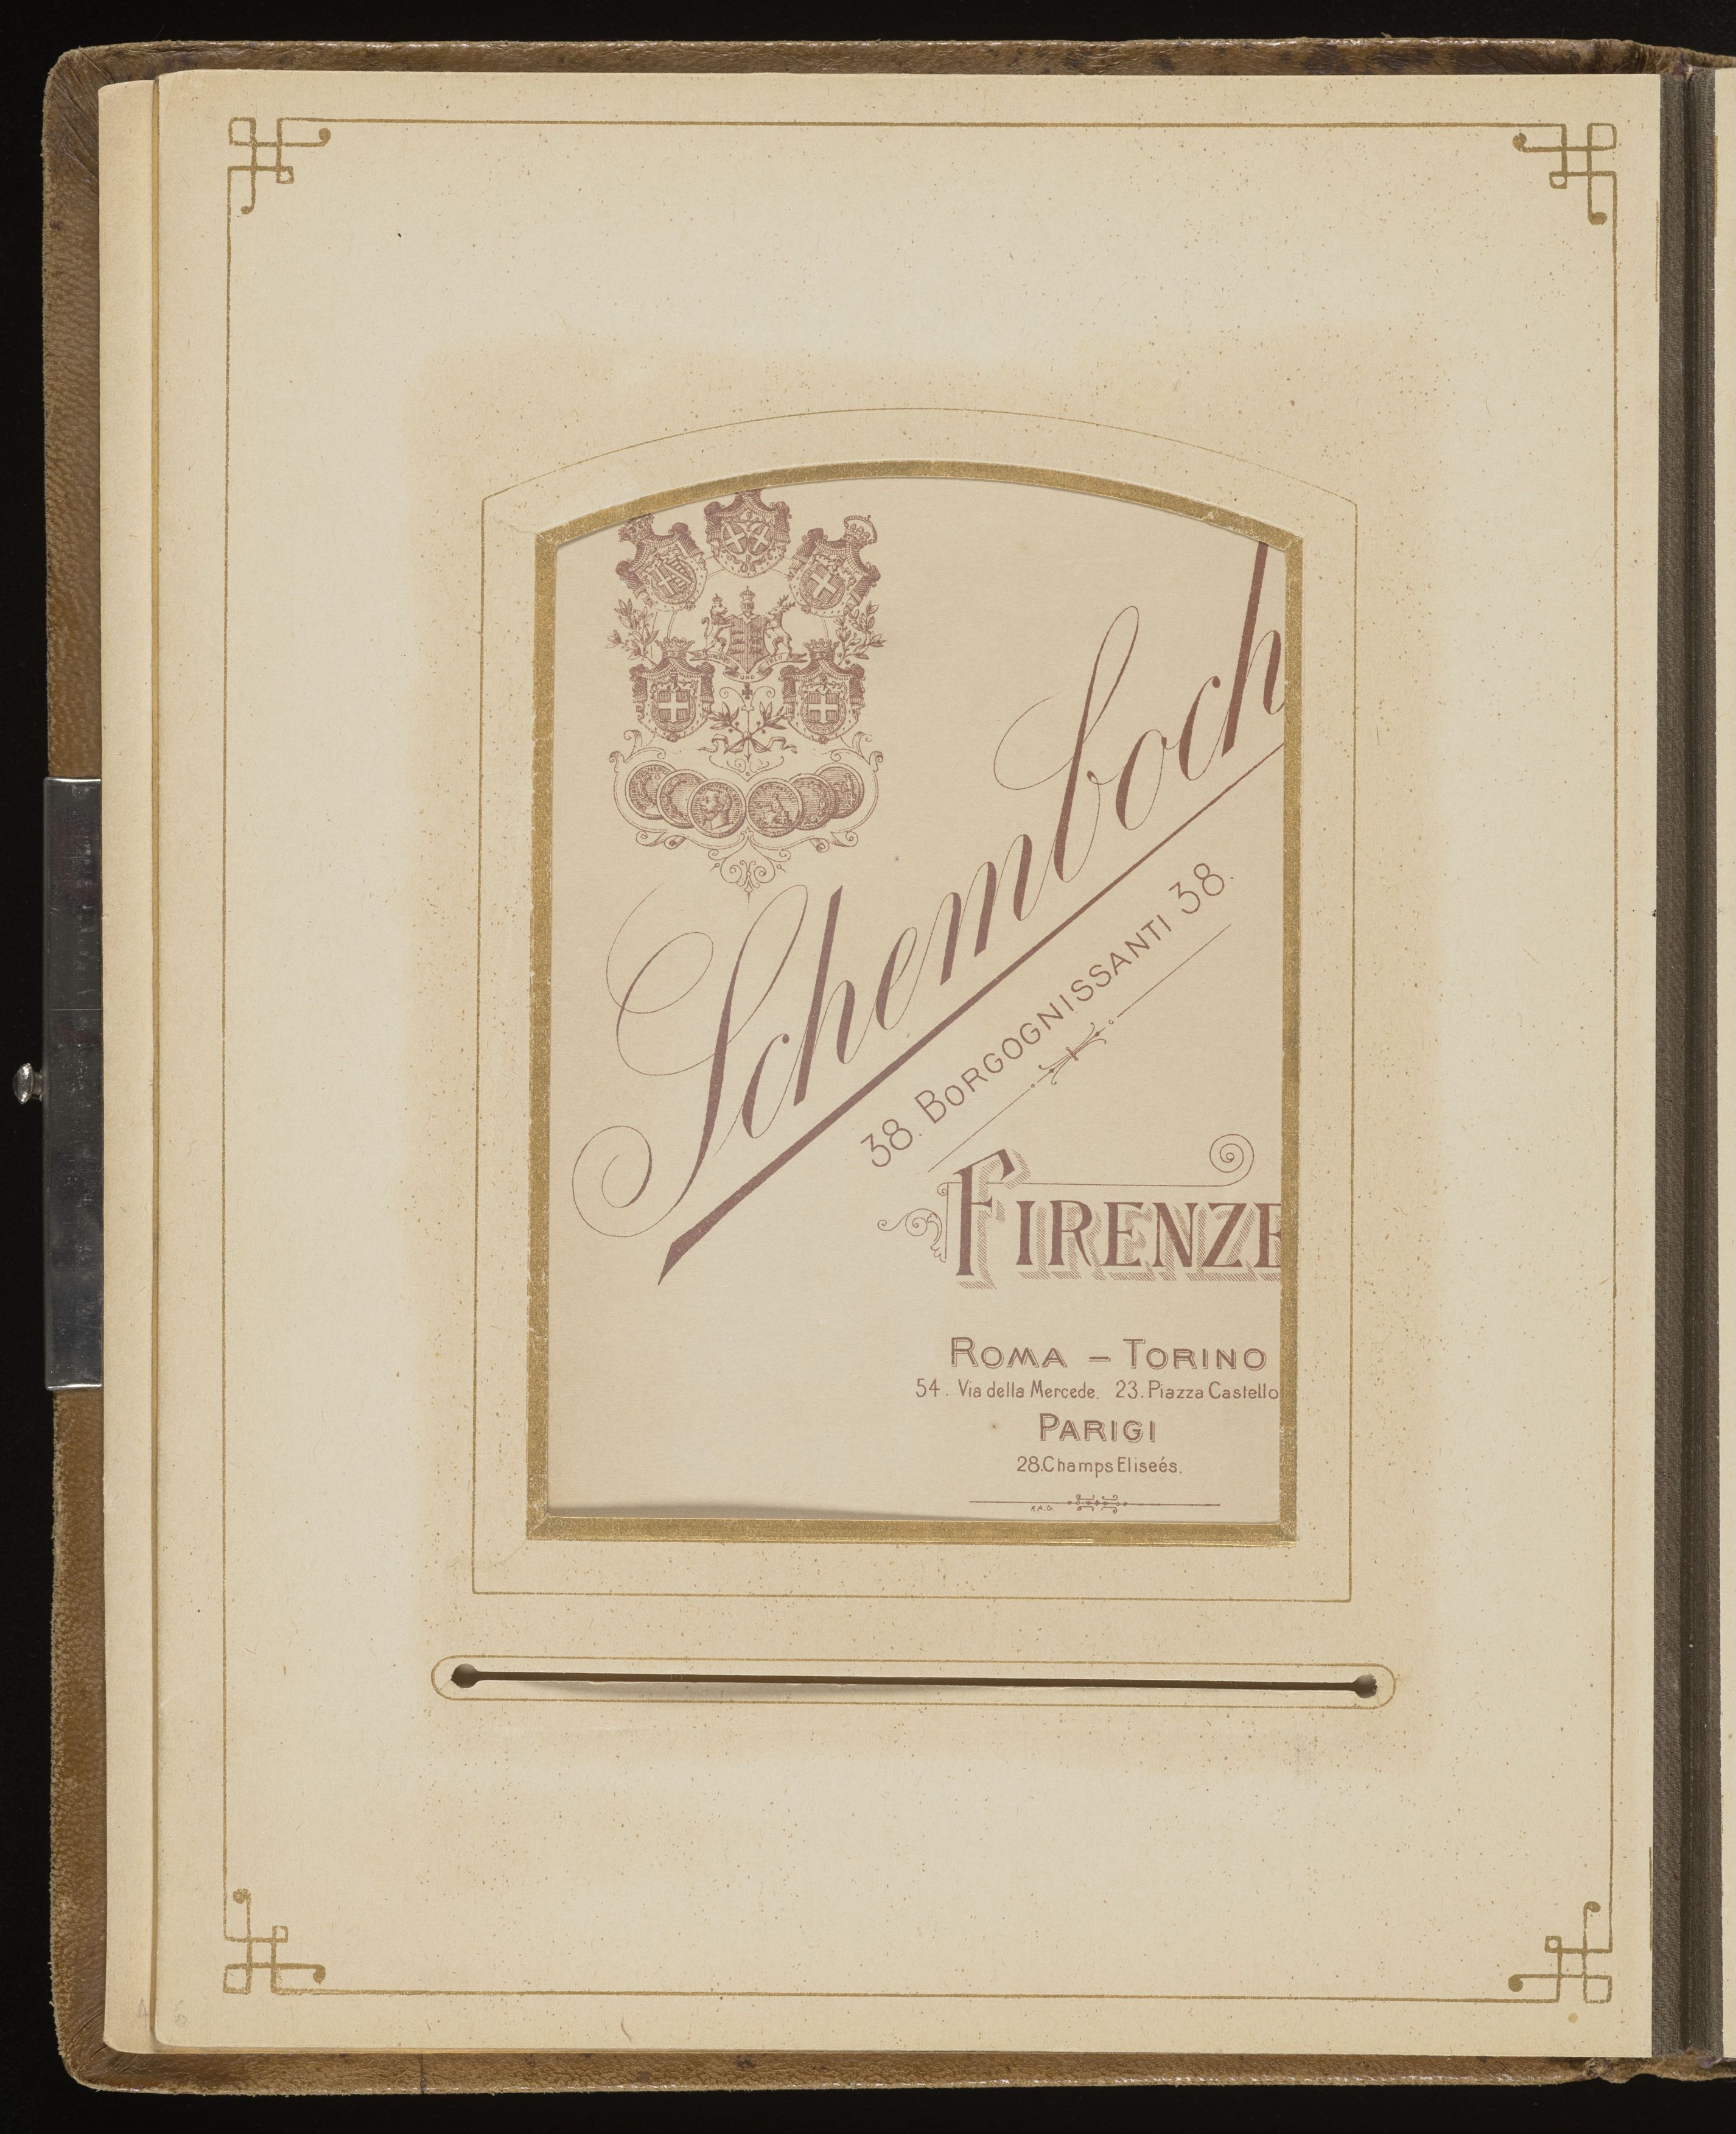 Schemboch
38. BORGOGNISSANTI 38.
FIRENZE
ROMA – TORINO
54. Via della Mercede. 23. Piazza Castello
PARIGI
28. Champs Eliseés.
F.A.G.